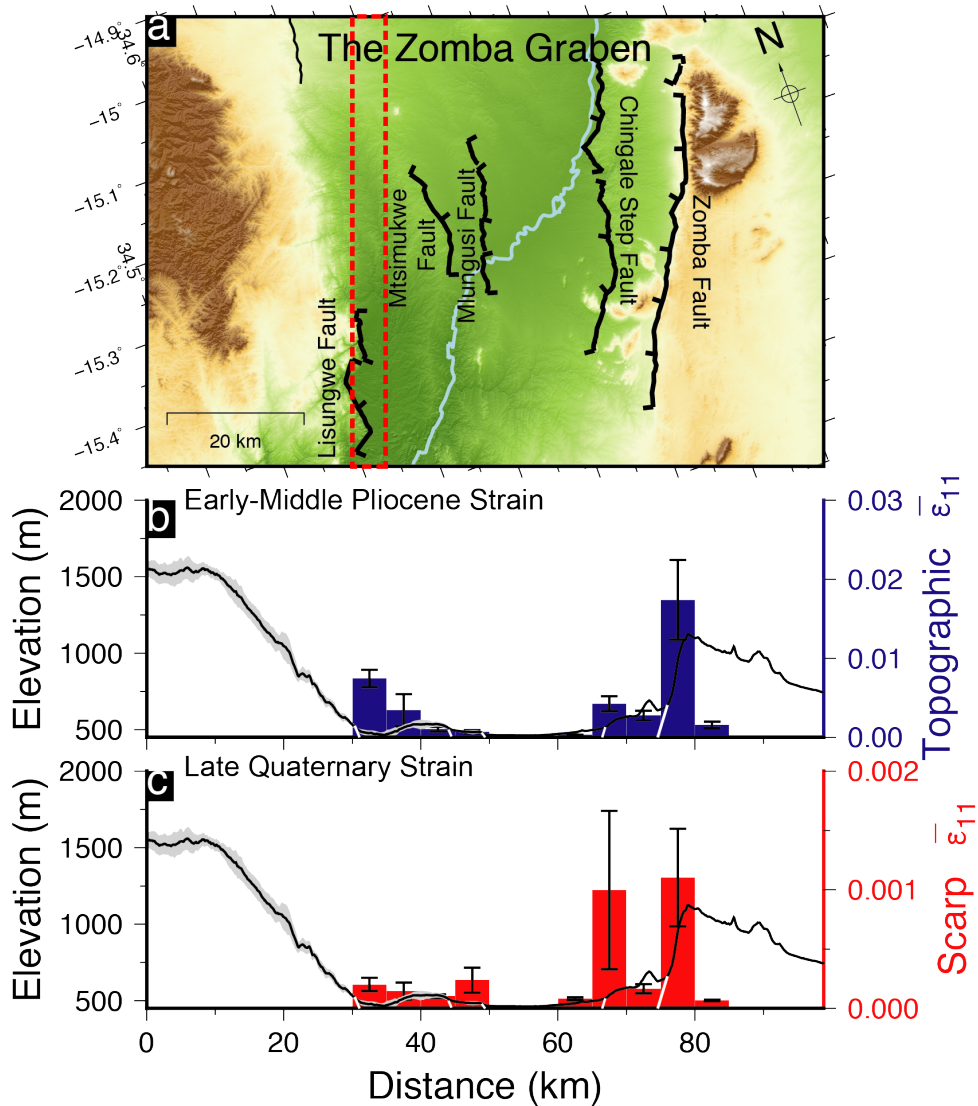 a
The Zomba Graben
−14.9°
34.6°
−15°
−15.1°
34.5°
−15.2°
−15.3°
−15.4°
N
Lisungwe Fault
Mtsimukwe
Fault
Mlungusi Fault
Chingale Step Fault
Zomba Fault
20 km
b
Early-Middle Pliocene Strain
2000
1500
1000
500
Elevation (m)
0.03
0.02
0.01
0.00
Topographic ε̅11
c
Late Quaternary Strain
2000
1500
1000
500
Elevation (m)
0.002
0.001
0.000
Scarp ε̅11
0
20
40
60
80
Distance (km)